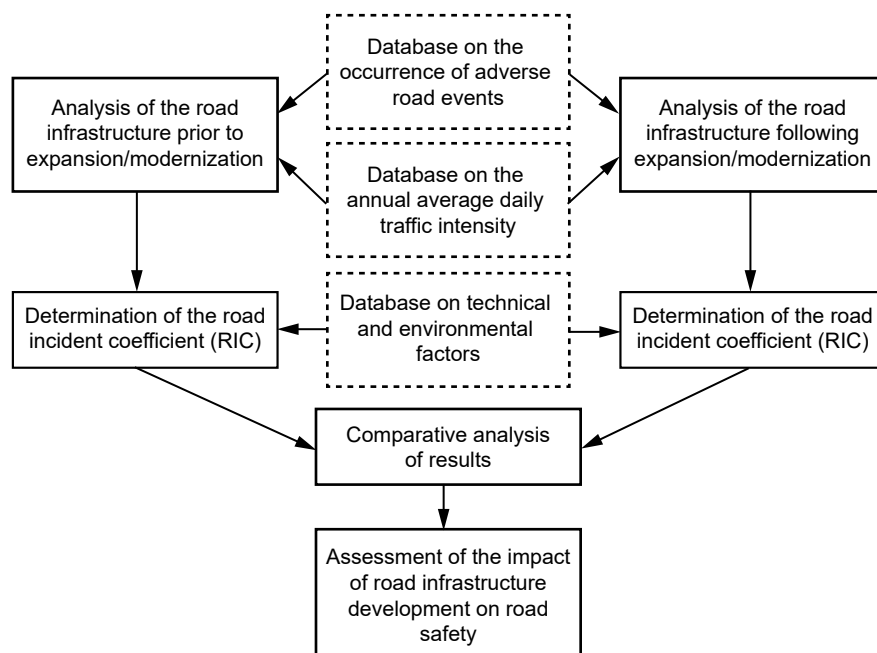 Database on the
occurrence of adverse
road events
Analysis of the road
infrastructure prior to
expansion/modernization
Analysis of the road
infrastructure following
expansion/modernization
Database on the
annual average daily
traffic intensity
Determination of the road
incident coefficient (RIC)
Database on technical
and environmental
factors
Determination of the road
incident coefficient (RIC)
Comparative analysis
of results
Assessment of the impact
of road infrastructure
development on road
safety